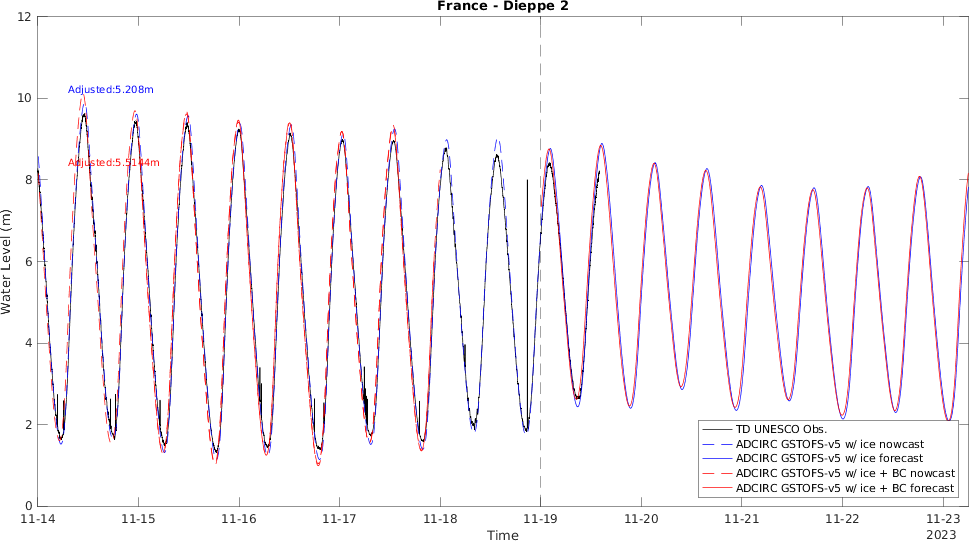 France - Dieppe 2
12
10
8
6
4
2
0
Water Level (m)
Adjusted:5.208m
Adjusted:5.5144m
TD UNESCO Obs.
ADCIRC GSTOFS-v5 w/ ice nowcast
ADCIRC GSTOFS-v5 w/ ice forecast
ADCIRC GSTOFS-v5 w/ ice + BC nowcast
ADCIRC GSTOFS-v5 w/ ice + BC forecast
11-14 11-15 11-16 11-17 11-18 11-19 11-20 11-21 11-22 11-23
Time
2023